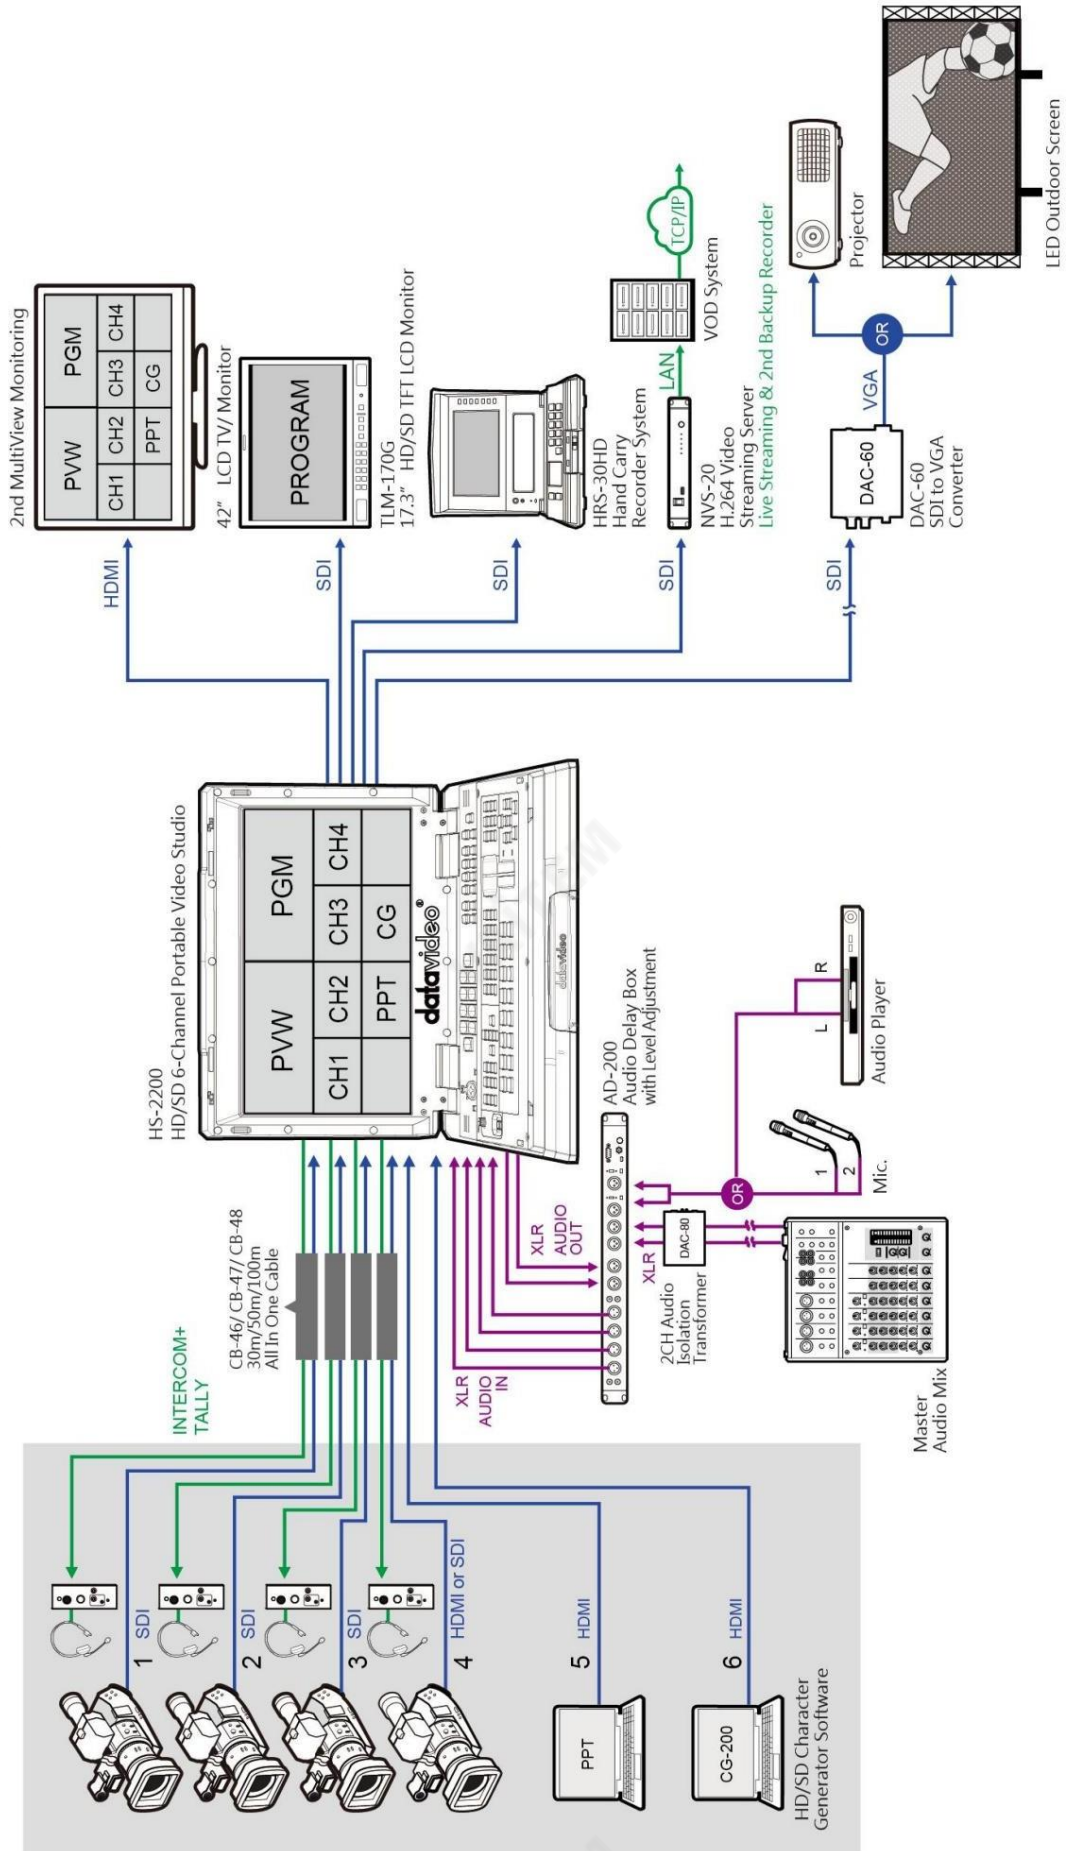 HS-2200
HD/SD 6-Channel Portable Video Studio
PVW
PGM
CH1
CH2
CH3
CH4
PPT
CG
datavideo®
datavideo
INTERCOM+
TALLY
CB-46/ CB-47/ CB-48
30m/50m/100m
All In One Cable
1
SDI
2
SDI
3
SDI
4
HDMI or SDI
5
HDMI
PPT
6
HDMI
CG-200
HD/SD Character
Generator Software
XLR
AUDIO
IN
XLR
AUDIO
OUT
AD-200
Audio Delay Box
with Level Adjustment
XLR
DAC-80
2CH Audio
Isolation
Transformer
Master
Audio Mix
OR
1
2
Mic.
L
R
Audio Player
2nd MultiView Monitoring
PVW
PGM
CH1
CH2
CH3
CH4
PPT
CG
HDMI
42” LCD TV/ Monitor
PROGRAM
SDI
TLM-170G
17.3” HD/SD TFT LCD Monitor
SDI
HRS-30HD
Hand Carry
Recorder System
SDI
NVS-20
H.264 Video
Streaming Server
Live Streaming & 2nd Backup Recorder
LAN
VOD System
TCP/IP
SDI
DAC-60
DAC-60
SDI to VGA
Converter
VGA
OR
Projector
LED Outdoor Screen